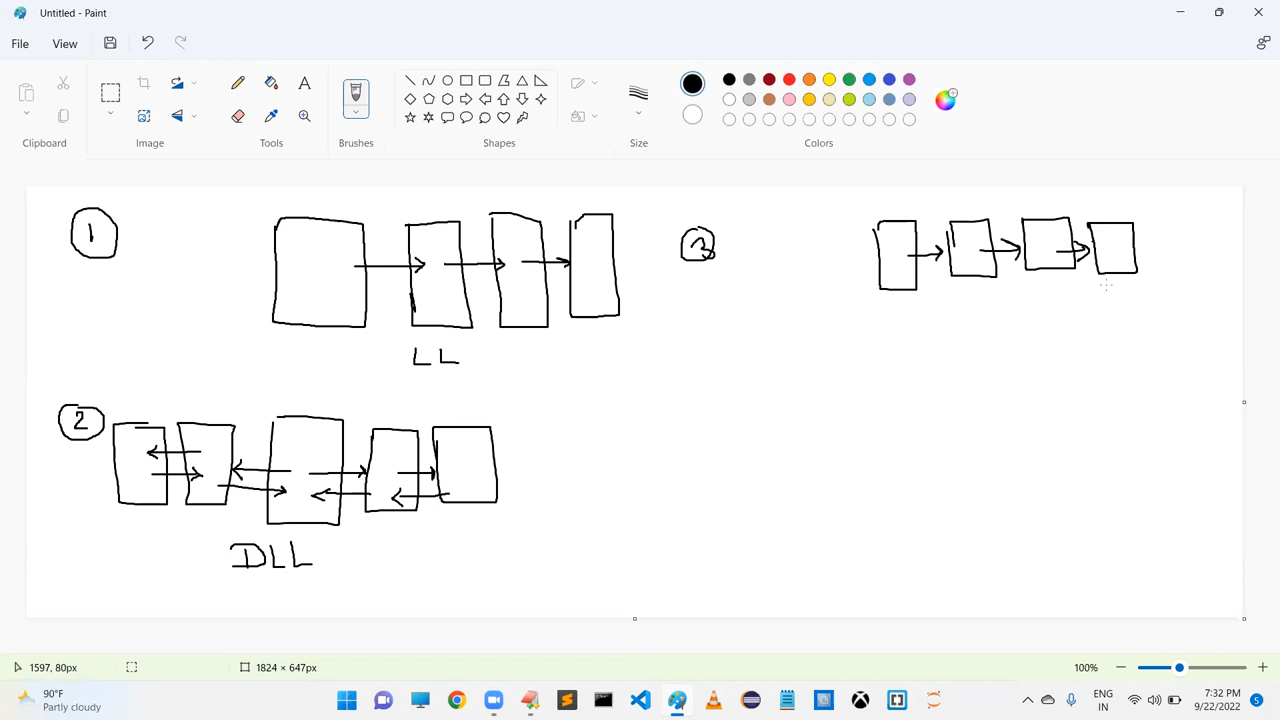 Untitled - Paint
File View
Clipboard Image Tools Brushes Shapes Size Colors
1
3
LL
2
DLL
1597, 80px 1824 × 647px 100%
90°F
Partly cloudy
ENG
IN
7:32 PM
9/22/2022
5